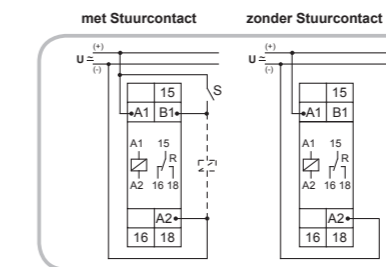 met Stuurcontact zonder Stuurcontact
(+) (+)
U ≃ U ≃
(-) (-)
15 15
S
A1 B1 A1 B1
A1 15 A1 15
R R
A2 16 18 A2 16 18
A2 A2
16 18 16 18